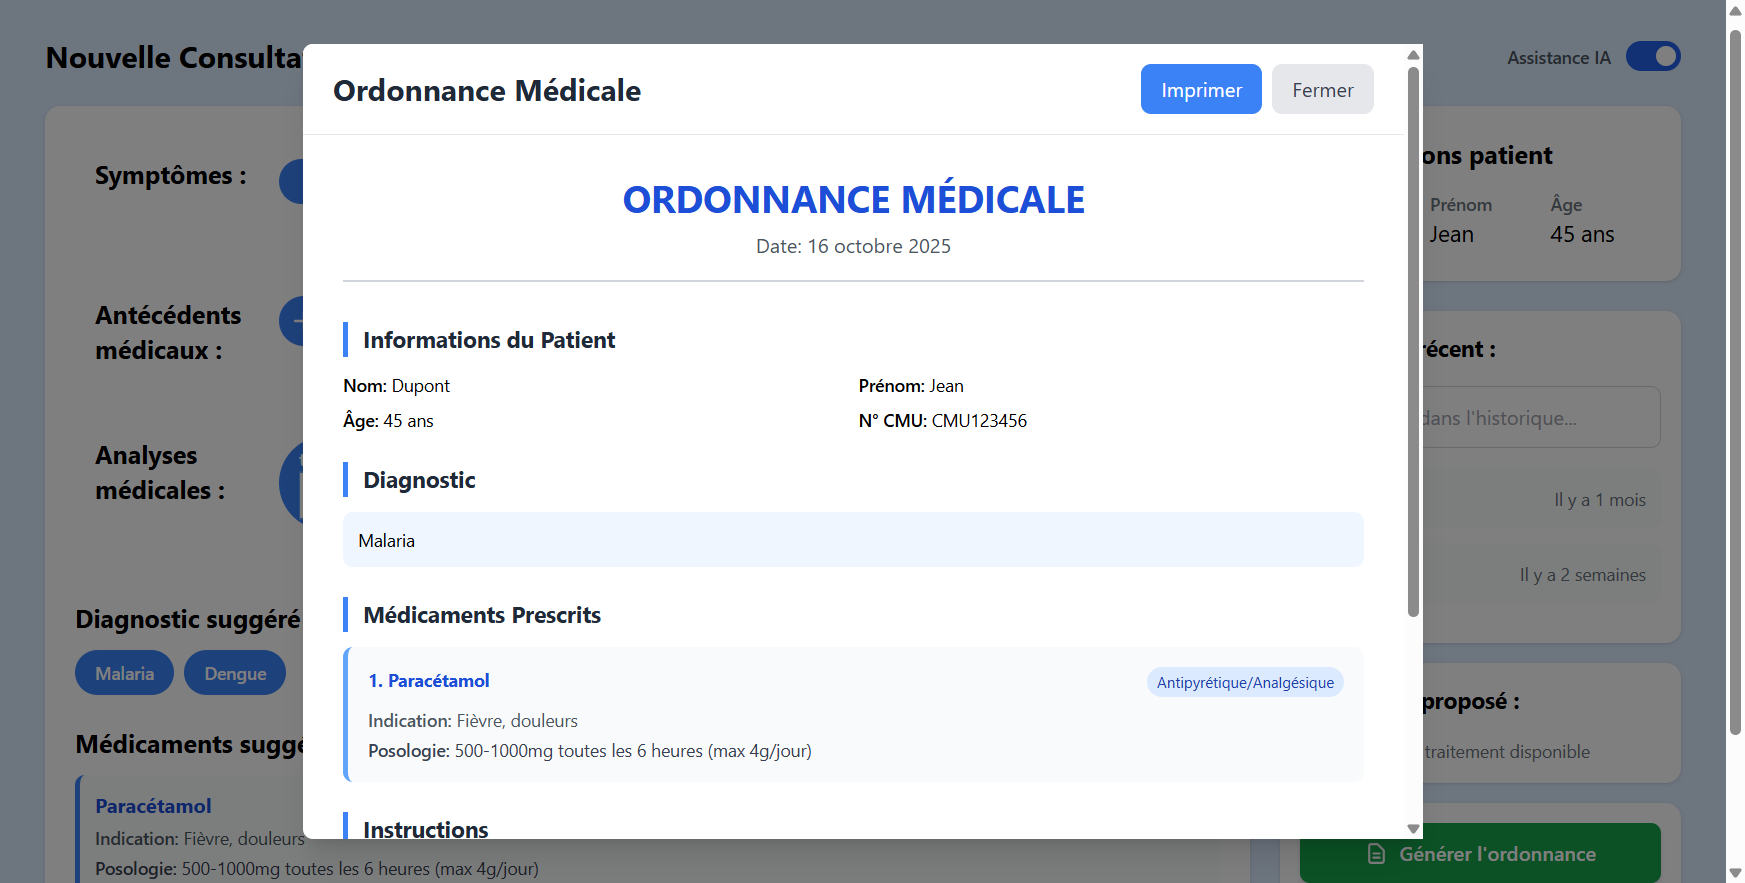 Nouvelle Consulta
Assistance IA
Ordonnance Médicale
Imprimer
Fermer
Symptômes :
Antécédents
médicaux :
Analyses
médicales :
Diagnostic suggéré
Malaria
Dengue
Médicaments suggé
Paracétamol
Indication: Fièvre, douleurs
Posologie: 500-1000mg toutes les 6 heures (max 4g/jour)
ORDONNANCE MÉDICALE
Date: 16 octobre 2025
Informations du Patient
Nom: Dupont
Prénom: Jean
Âge: 45 ans
N° CMU: CMU123456
Diagnostic
Malaria
Médicaments Prescrits
1. Paracétamol
Antipyrétique/Analgésique
Indication: Fièvre, douleurs
Posologie: 500-1000mg toutes les 6 heures (max 4g/jour)
Instructions
ons patient
Prénom
Âge
Jean
45 ans
récent :
dans l'historique...
Il y a 1 mois
Il y a 2 semaines
proposé :
traitement disponible
Générer l'ordonnance